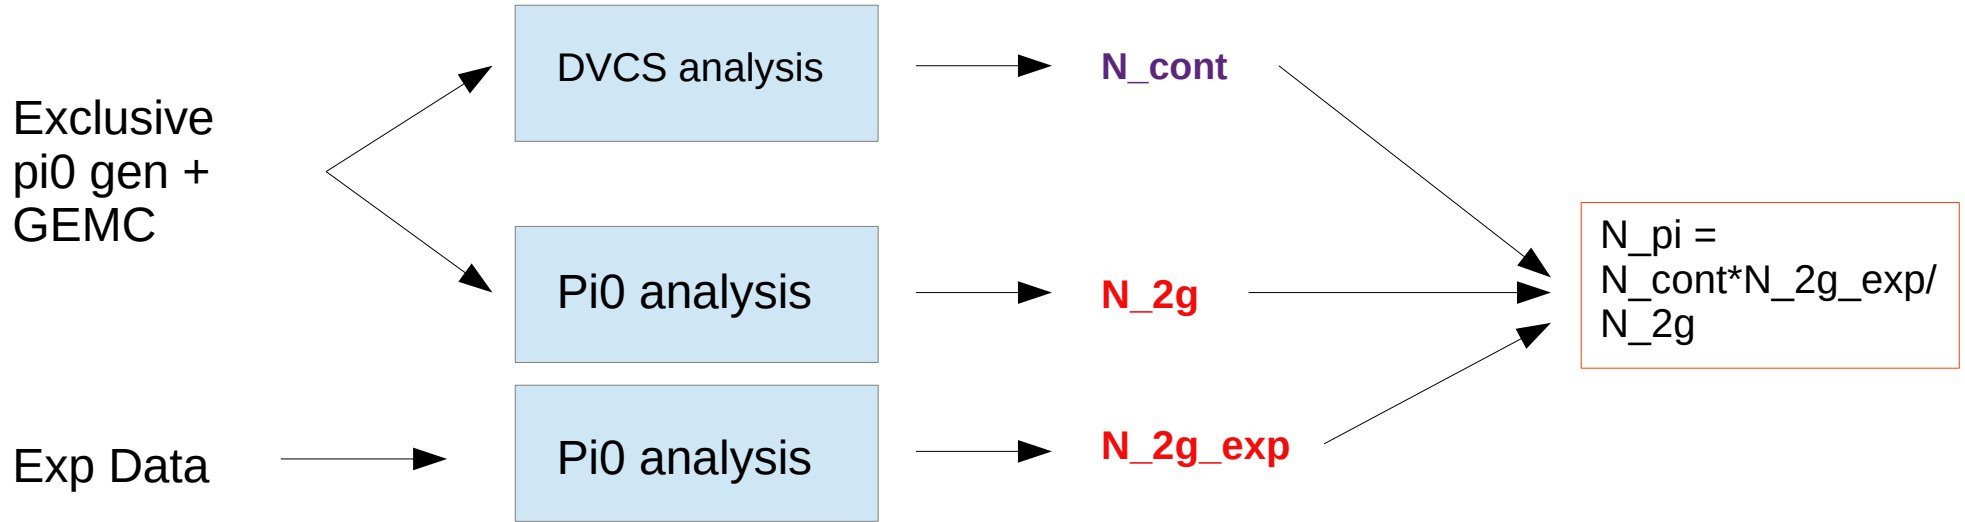 Exclusive
pi0 gen +
GEMC
DVCS analysis
N_cont
Pi0 analysis
N_2g
Exp Data
Pi0 analysis
N_2g_exp
N_pi =
N_cont*N_2g_exp/
N_2g